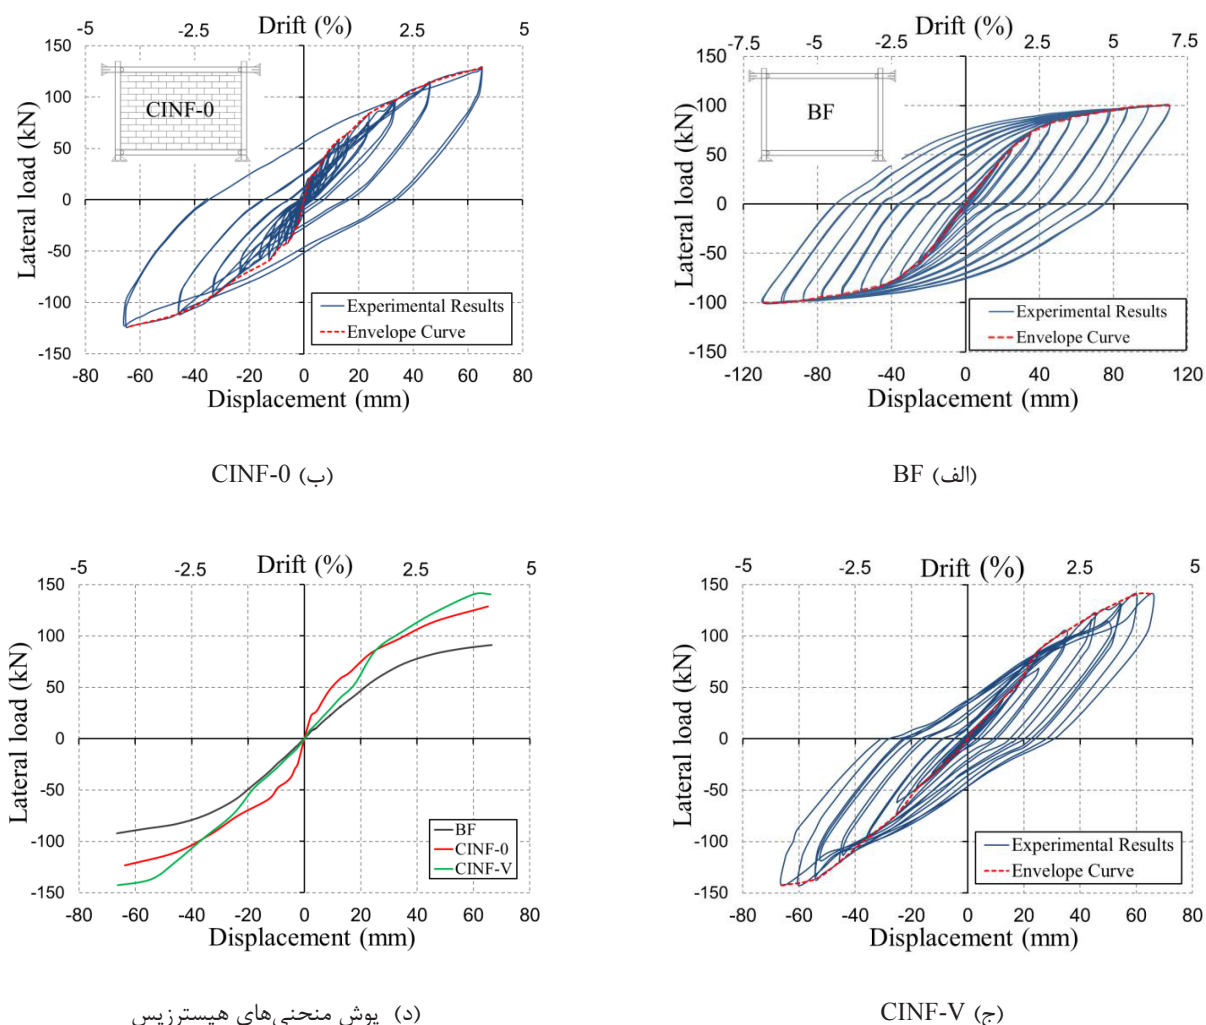 Drift (%)
-5 -2.5 0 2.5 5
150
100
50
0
-50
-100
-150
-80 -60 -40 -20 0 20 40 60 80
Lateral load (kN)
Displacement (mm)
CINF-0
Experimental Results
Envelope Curve
(ب) CINF-0
Drift (%)
-7.5 -5 -2.5 0 2.5 5 7.5
150
100
50
0
-50
-100
-150
-120 -80 -40 0 40 80 120
Lateral load (kN)
Displacement (mm)
BF
Experimental Results
Envelope Curve
(الف) BF
Drift (%)
-5 -2.5 0 2.5 5
150
100
50
0
-50
-100
-150
-80 -60 -40 -20 0 20 40 60 80
Lateral load (kN)
Displacement (mm)
BF
CINF-0
CINF-V
(د) پوش منحنی‌های هیسترزیس
Drift (%)
-5 -2.5 0 2.5 5
150
100
50
0
-50
-100
-150
-80 -60 -40 -20 0 20 40 60 80
Lateral load (kN)
Displacement (mm)
Experimental Results
Envelope Curve
(ج) CINF-V